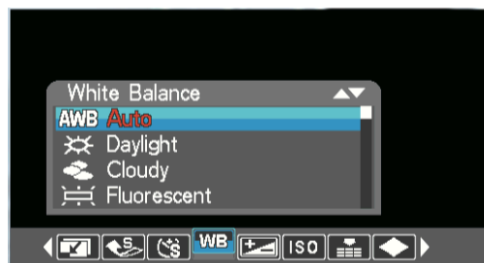 White Balance
AWB Auto
Daylight
Cloudy
Fluorescent
S S WB ISO